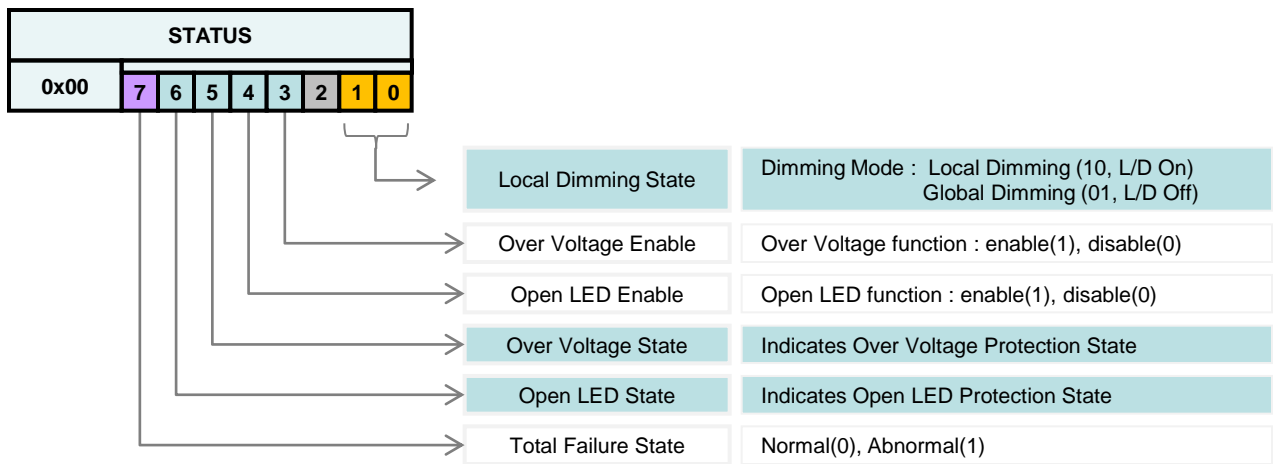 STATUS
0x00 7 6 5 4 3 2 1 0
Local Dimming State Dimming Mode : Local Dimming (10, L/D On)
Global Dimming (01, L/D Off)
Over Voltage Enable Over Voltage function : enable(1), disable(0)
Open LED Enable Open LED function : enable(1), disable(0)
Over Voltage State Indicates Over Voltage Protection State
Open LED State Indicates Open LED Protection State
Total Failure State Normal(0), Abnormal(1)